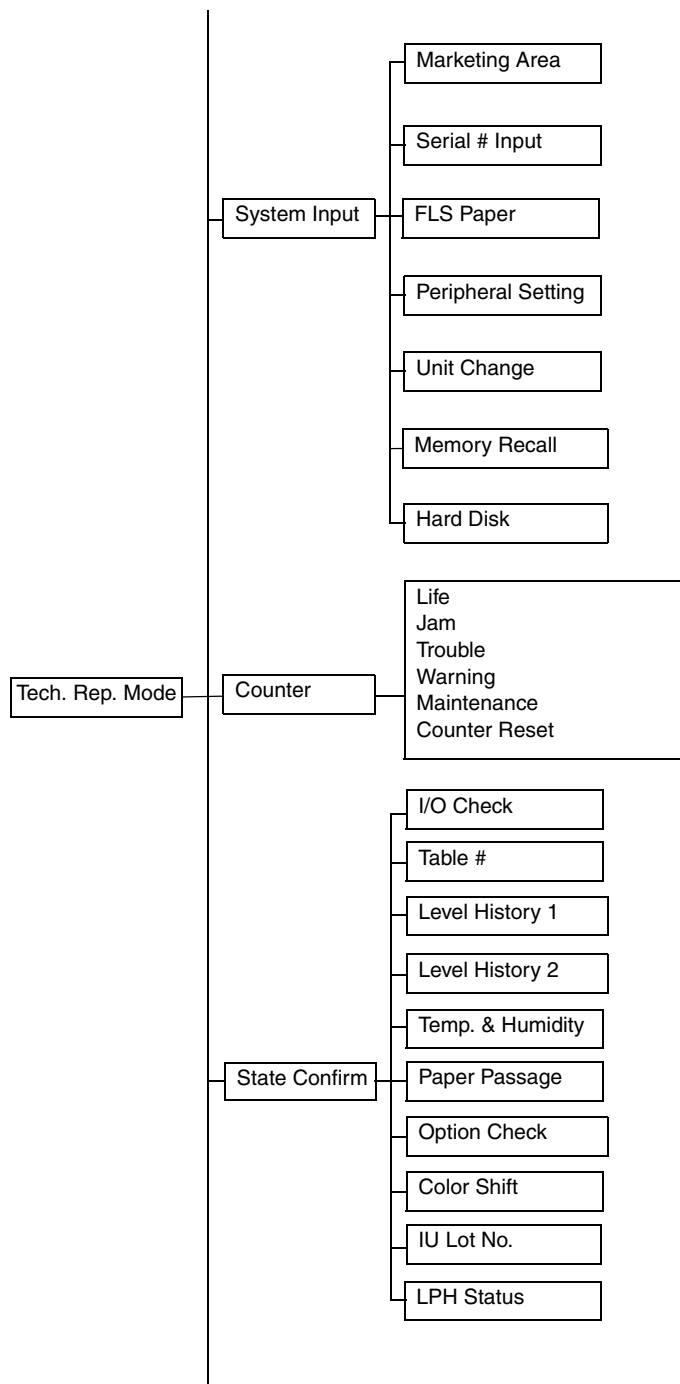 Marketing Area
Serial # Input
System Input
FLS Paper
Peripheral Setting
Unit Change
Memory Recall
Hard Disk
Tech. Rep. Mode
Counter
Life
Jam
Trouble
Warning
Maintenance
Counter Reset
I/O Check
Table #
Level History 1
Level History 2
Temp. & Humidity
State Confirm
Paper Passage
Option Check
Color Shift
IU Lot No.
LPH Status